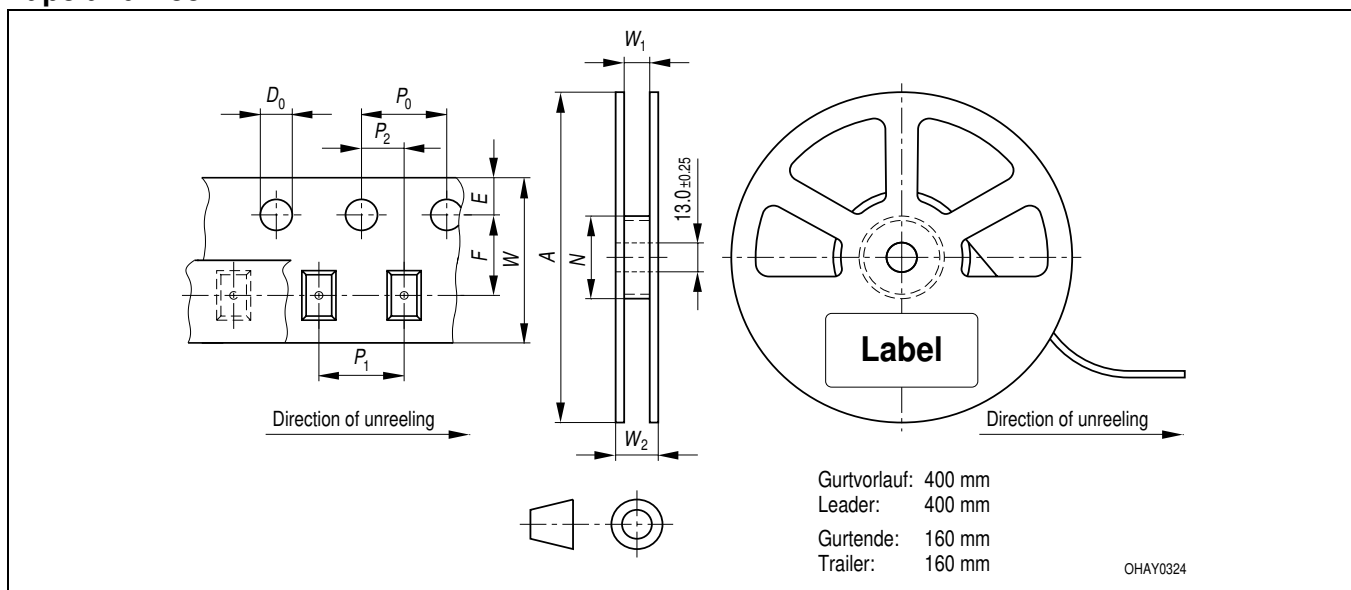 W1
D0
P0
P2
E
F
W
A
N
13.0 ±0.25
P1
W2
Label
Direction of unreeling
Direction of unreeling
Gurtvorlauf: 400 mm
Leader: 400 mm
Gurtende: 160 mm
Trailer: 160 mm
OHAY0324